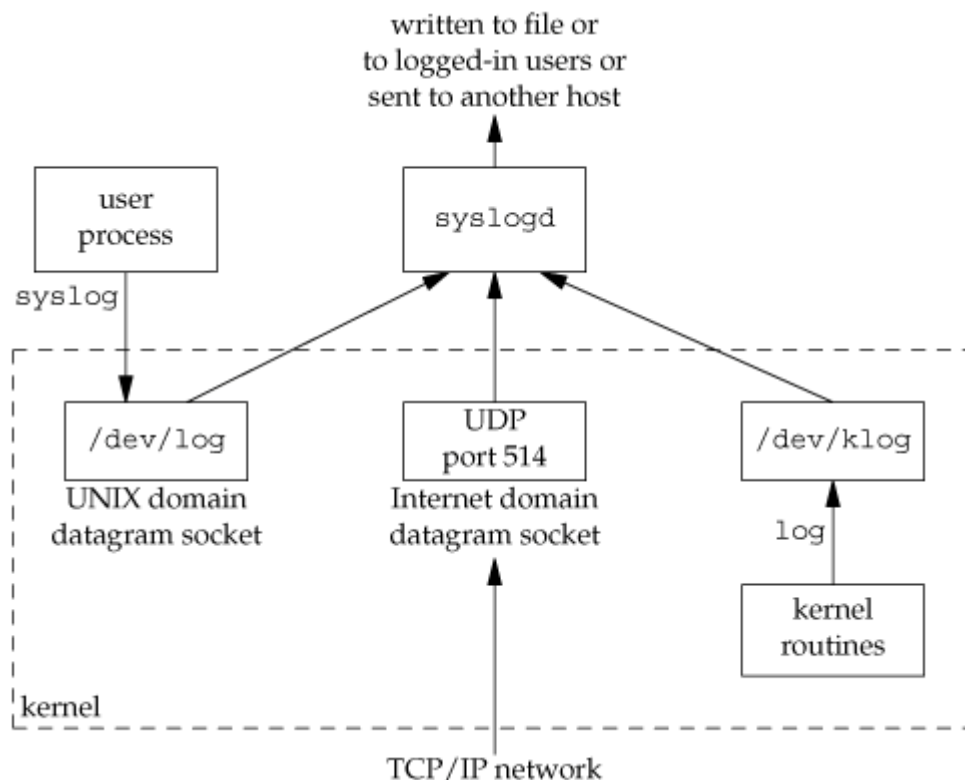 written to file or
to logged-in users or
sent to another host
user
process
syslogd
syslog
/dev/log
UDP
port 514
/dev/klog
UNIX domain
datagram socket
Internet domain
datagram socket
log
kernel
routines
kernel
TCP/IP network